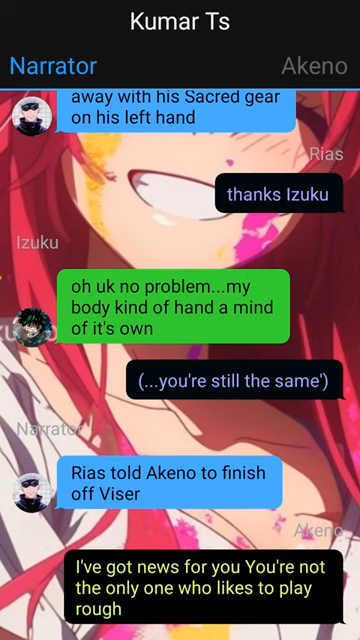 Kumar Ts
Narrator
Akeno
away with his Sacred gear
on his left hand
Rias
thanks Izuku
Izuku
oh uk no problem...my
body kind of hand a mind
of it's own
(...you're still the same')
Narrator
Rias told Akeno to finish
off Viser
Akeno
I've got news for you You're not
the only one who likes to play
rough